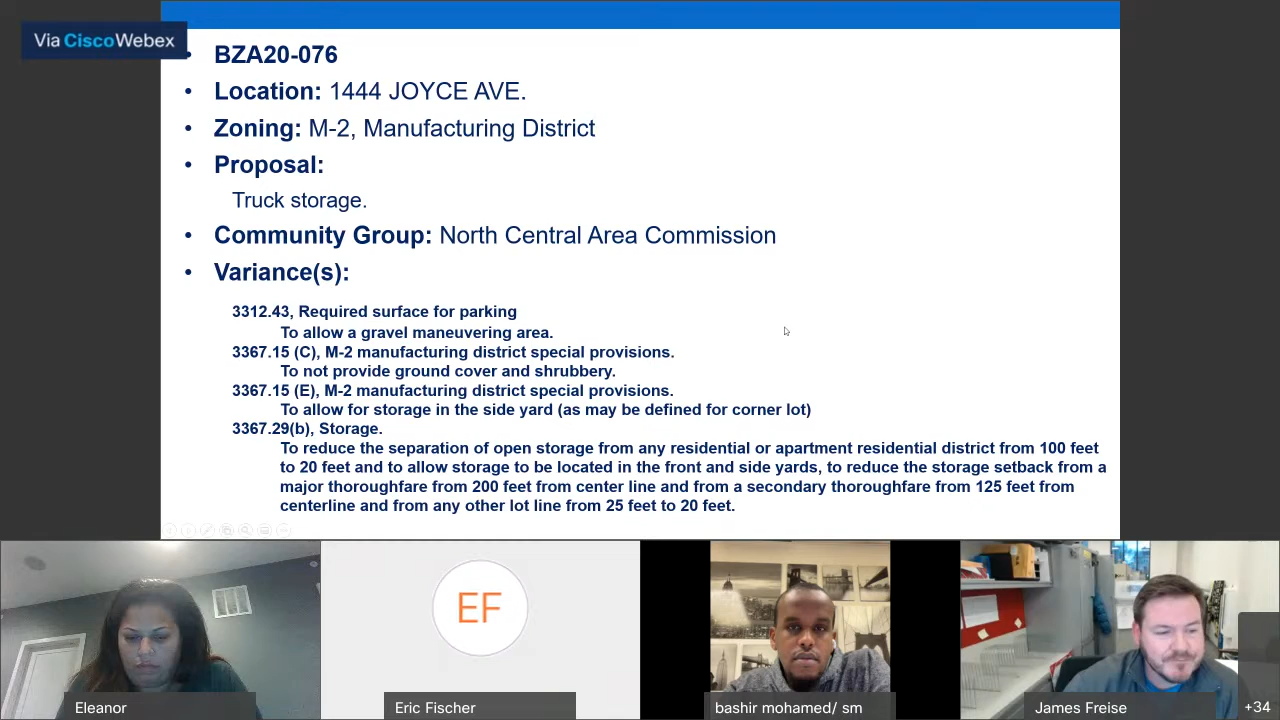 Via CiscoWebex
• BZA20-076
• Location: 1444 JOYCE AVE.
• Zoning: M-2, Manufacturing District
• Proposal:
Truck storage.
• Community Group: North Central Area Commission
• Variance(s):
3312.43, Required surface for parking
To allow a gravel maneuvering area.
3367.15 (C), M-2 manufacturing district special provisions.
To not provide ground cover and shrubbery.
3367.15 (E), M-2 manufacturing district special provisions.
To allow for storage in the side yard (as may be defined for corner lot)
3367.29(b), Storage.
To reduce the separation of open storage from any residential or apartment residential district from 100 feet
to 20 feet and to allow storage to be located in the front and side yards, to reduce the storage setback from a
major thoroughfare from 200 feet from center line and from a secondary thoroughfare from 125 feet from
centerline and from any other lot line from 25 feet to 20 feet.
EF
Eleanor
Eric Fischer
bashir mohamed/ sm
James Freise
+34